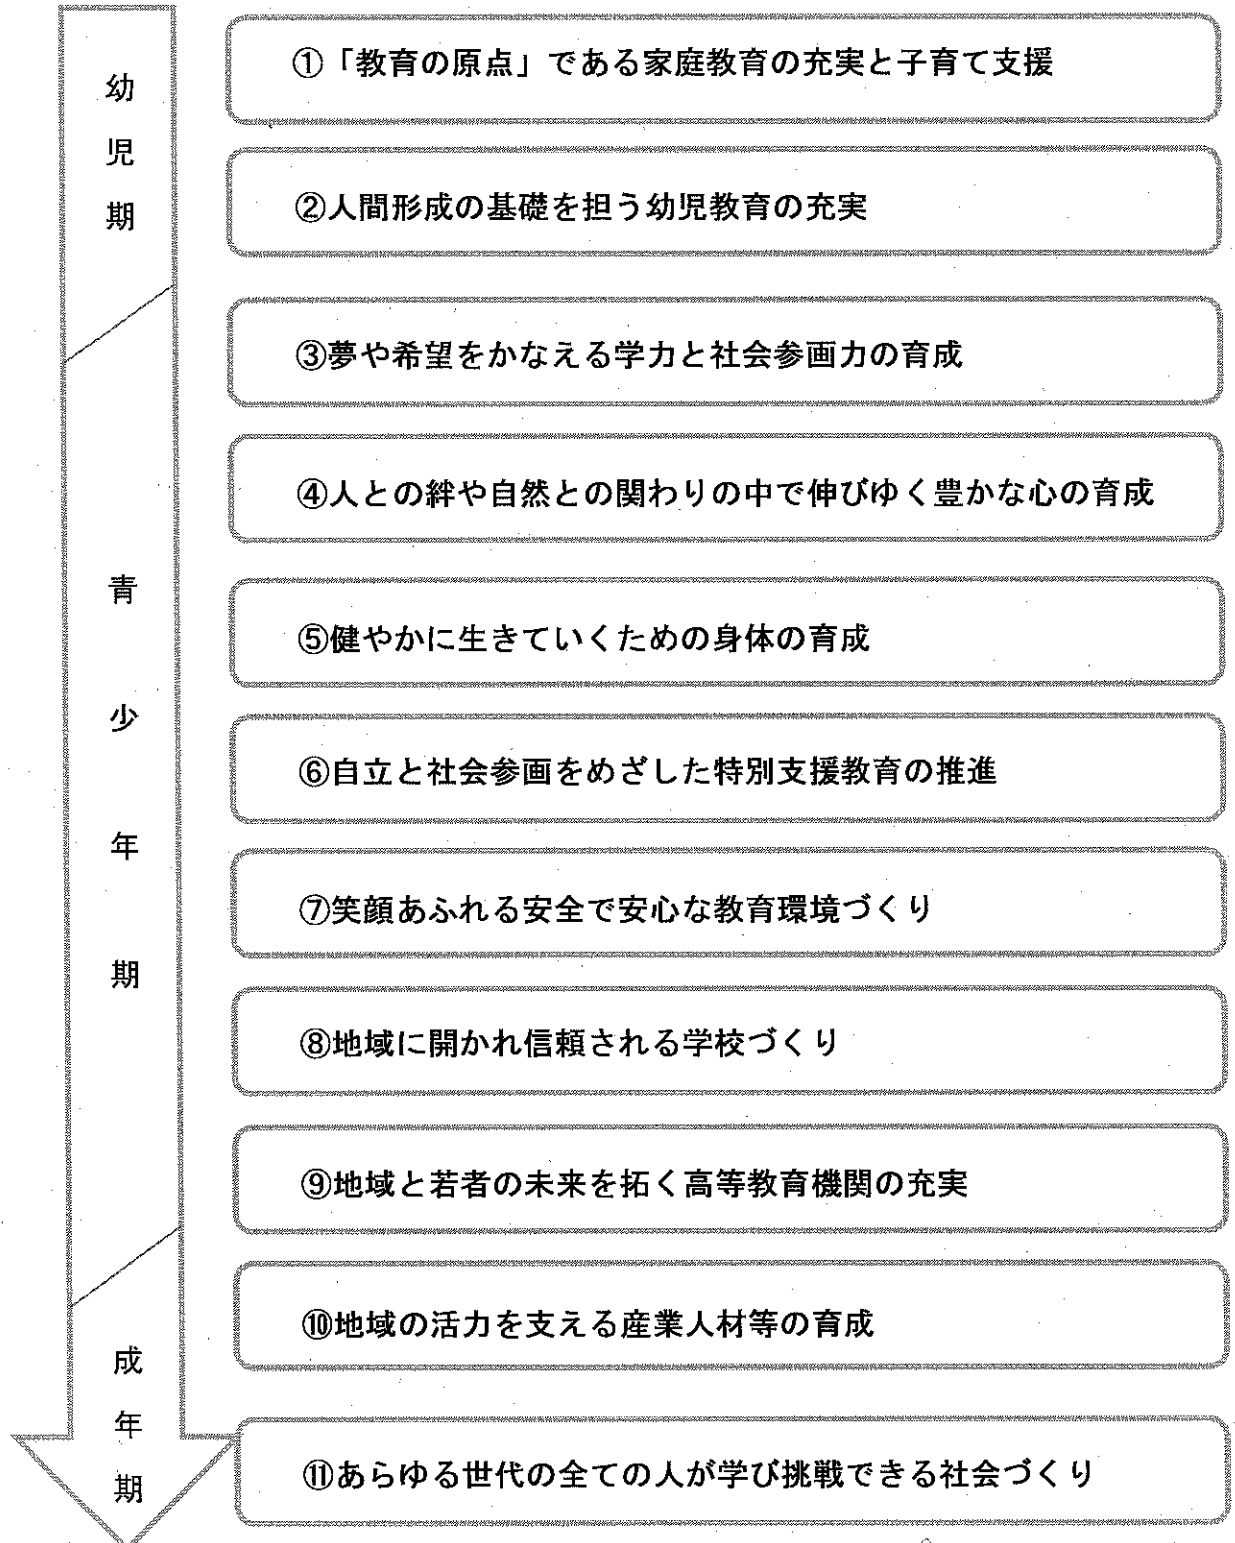 幼児期
①「教育の原点」である家庭教育の充実と子育て支援
②人間形成の基礎を担う幼児教育の充実
③夢や希望をかなえる学力と社会参画力の育成
④人との絆や自然との関わりの中で伸びゆく豊かな心の育成
青少年期
⑤健やかに生きていくための身体の育成
⑥自立と社会参画をめざした特別支援教育の推進
⑦笑顔あふれる安全で安心な教育環境づくり
⑧地域に開かれ信頼される学校づくり
⑨地域と若者の未来を拓く高等教育機関の充実
⑩地域の活力を支える産業人材等の育成
成年期
⑪あらゆる世代の全ての人が学び挑戦できる社会づくり